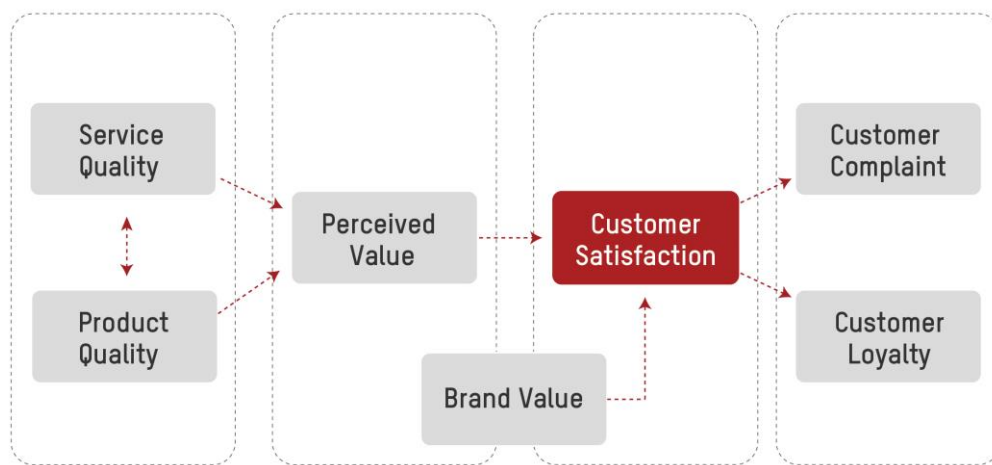 Service
Quality
Product
Quality
Perceived
Value
Brand Value
Customer
Satisfaction
Customer
Complaint
Customer
Loyalty